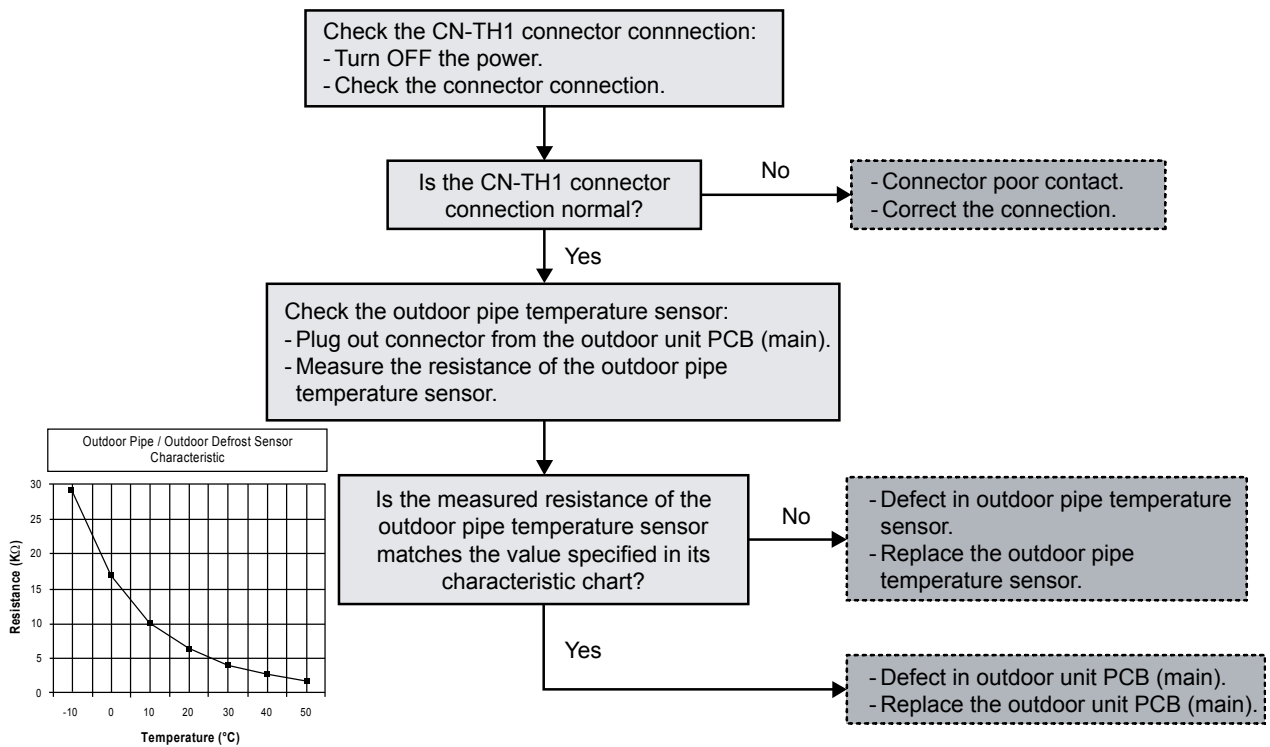 Check the CN-TH1 connector connnection:
- Turn OFF the power.
- Check the connector connection.
Is the CN-TH1 connector
connection normal?
No
- Connector poor contact.
- Correct the connection.
Yes
Check the outdoor pipe temperature sensor:
- Plug out connector from the outdoor unit PCB (main).
- Measure the resistance of the outdoor pipe
temperature sensor.
Is the measured resistance of the
outdoor pipe temperature sensor
matches the value specified in its
characteristic chart?
No
- Defect in outdoor pipe temperature
sensor.
- Replace the outdoor pipe
temperature sensor.
Yes
- Defect in outdoor unit PCB (main).
- Replace the outdoor unit PCB (main).
Outdoor Pipe / Outdoor Defrost Sensor
Characteristic
Resistance (KΩ)
30
25
20
15
10
5
0
-10 0 10 20 30 40 50
Temperature (°C)